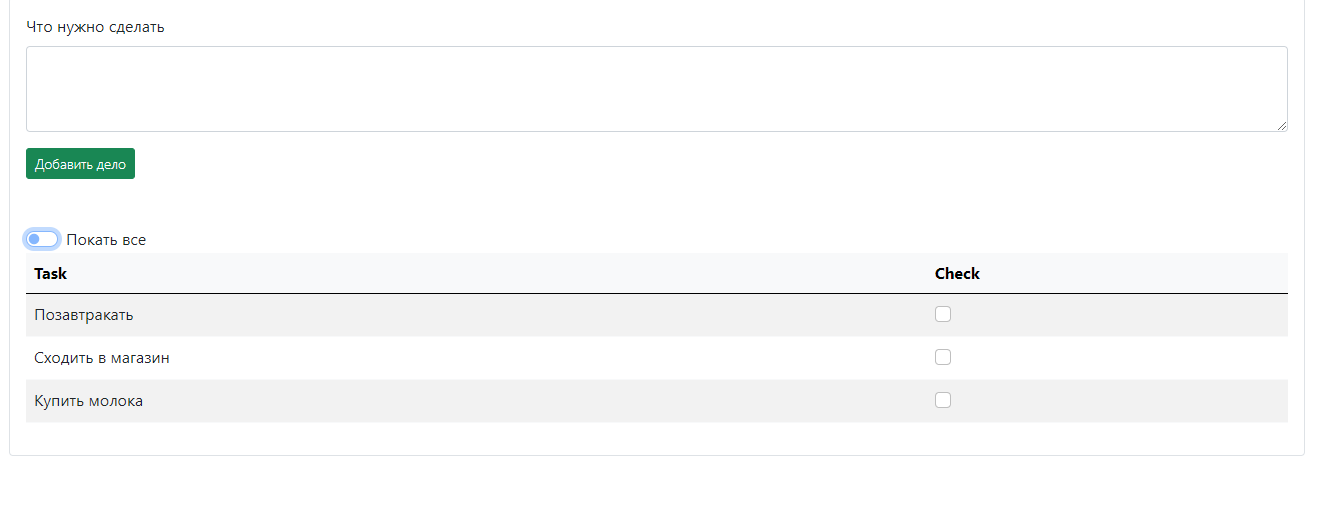 Что нужно сделать
Добавить дело
Покать все
Task Check
Позавтракать
Сходить в магазин
Купить молока